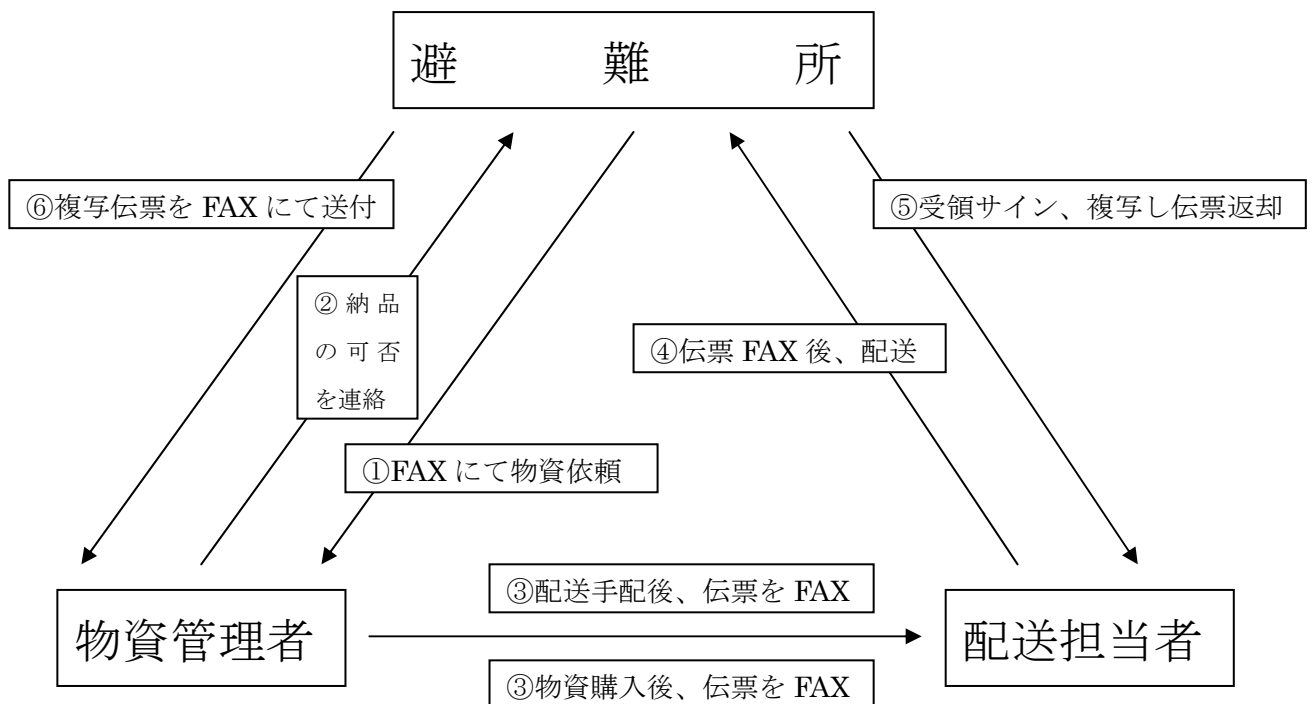 避難所
⑥複写伝票を FAX にて送付
⑤受領サイン、複写し伝票返却
②納品
の可否
を連絡
④伝票 FAX 後、配送
①FAX にて物資依頼
③配送手配後、伝票を FAX
物資管理者
配送担当者
③物資購入後、伝票を FAX